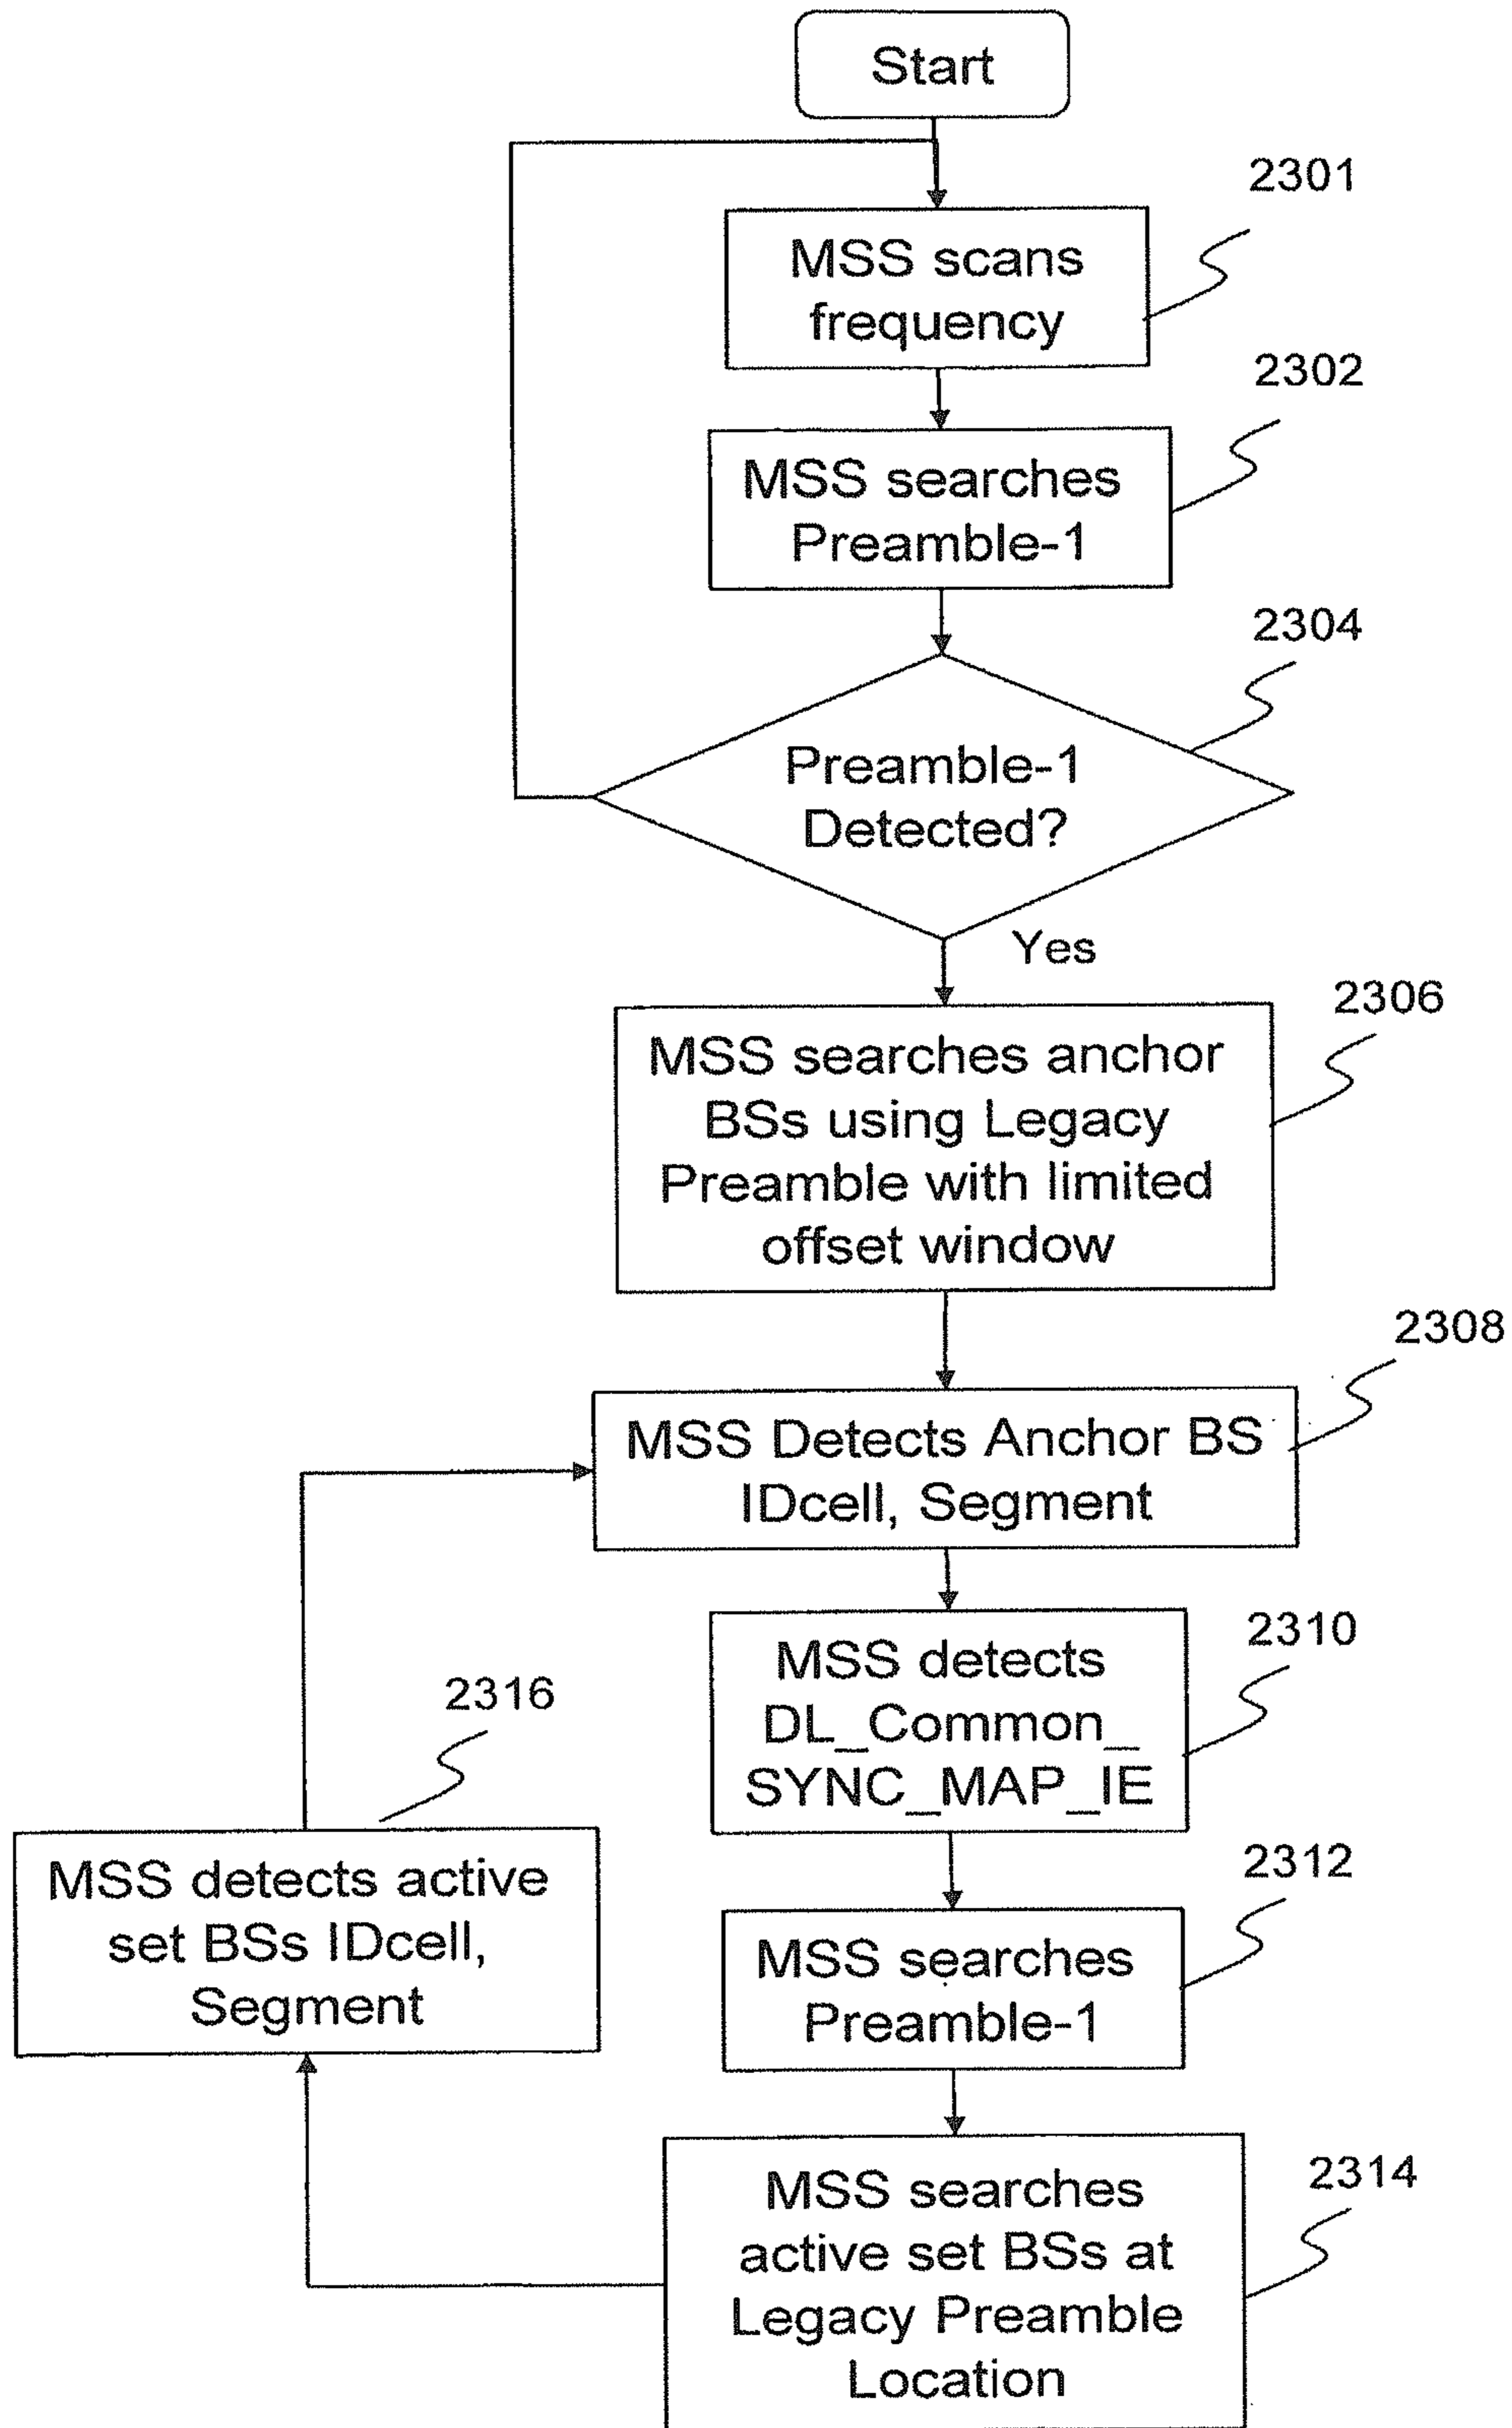 Start
2301
MSS scans
frequency
2302
MSS searches
Preamble-1
2304
Preamble-1
Detected?
Yes
2306
MSS searches anchor
BSs using Legacy
Preamble with limited
offset window
2308
MSS Detects Anchor BS
IDcell, Segment
2310
MSS detects
DL_Common_
SYNC_MAP_IE
2316
MSS detects active
set BSs IDcell,
Segment
2312
MSS searches
Preamble-1
2314
MSS searches
active set BSs at
Legacy Preamble
Location